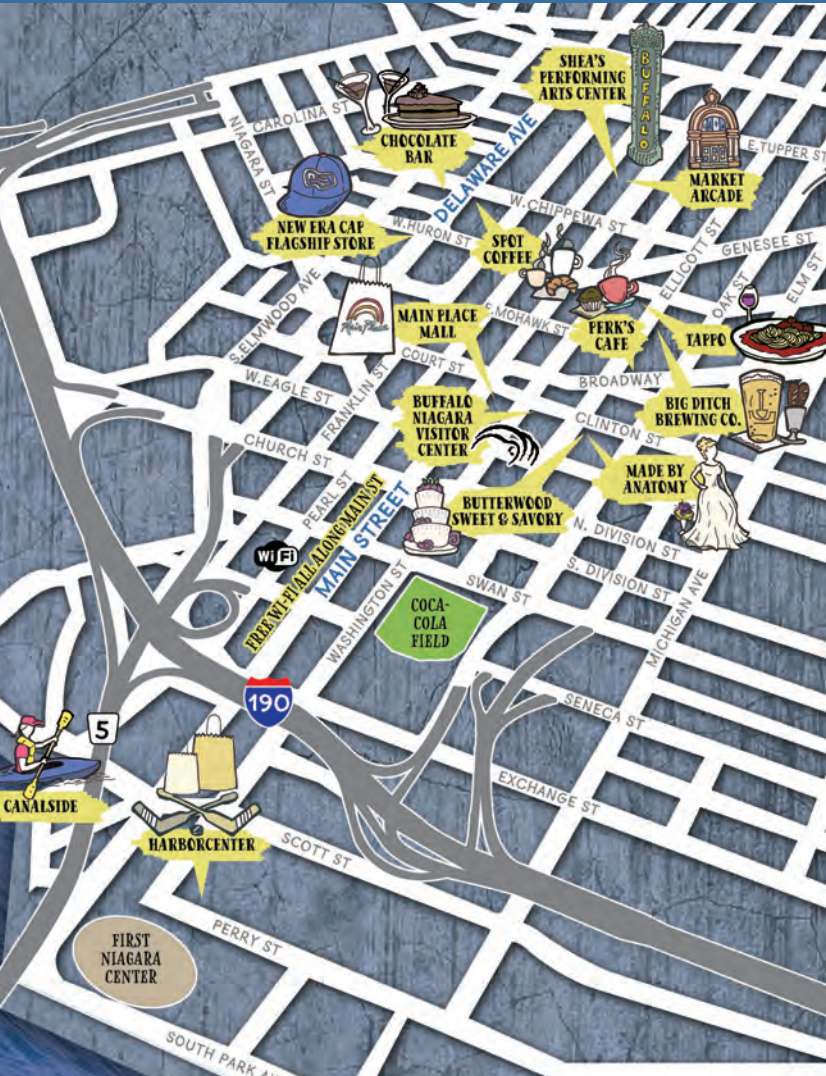 SHEA'S
PERFORMING
ARTS CENTER
BUFFALO
CAROLINA ST
CHOCOLATE
BAR
NIAGARA ST
DELAWARE AVE
E.TUPPER ST
MARKET
ARCADE
NEW ERA CAP
FLAGSHIP STORE
W.HURON ST
W.CHIPPEWA ST
SPOT
COFFEE
ELLICOTT ST
GENESEE ST
OAK ST
ELM ST
S.ELMWOOD AVE
Main Place
MAIN PLACE
MALL
E.MOHAWK ST
PERK'S
CAFE
TAPPO
COURT ST
BROADWAY
W.EAGLE ST
FRANKLIN ST
BUFFALO
NIAGARA
VISITOR
CENTER
BIG DITCH
BREWING CO.
CLINTON ST
CHURCH ST
MADE BY
ANATOMY
PEARL ST
BUTTERWOOD
SWEET & SAVORY
N. DIVISION ST
S. DIVISION ST
WiFi
FREE WI-FI ALL ALONG MAIN ST
MAIN STREET
WASHINGTON ST
SWAN ST
COCA-
COLA
FIELD
MICHIGAN AVE
190
SENECA ST
5
EXCHANGE ST
CANALSIDE
HARBORCENTER
SCOTT ST
FIRST
NIAGARA
CENTER
PERRY ST
SOUTH PARK AV